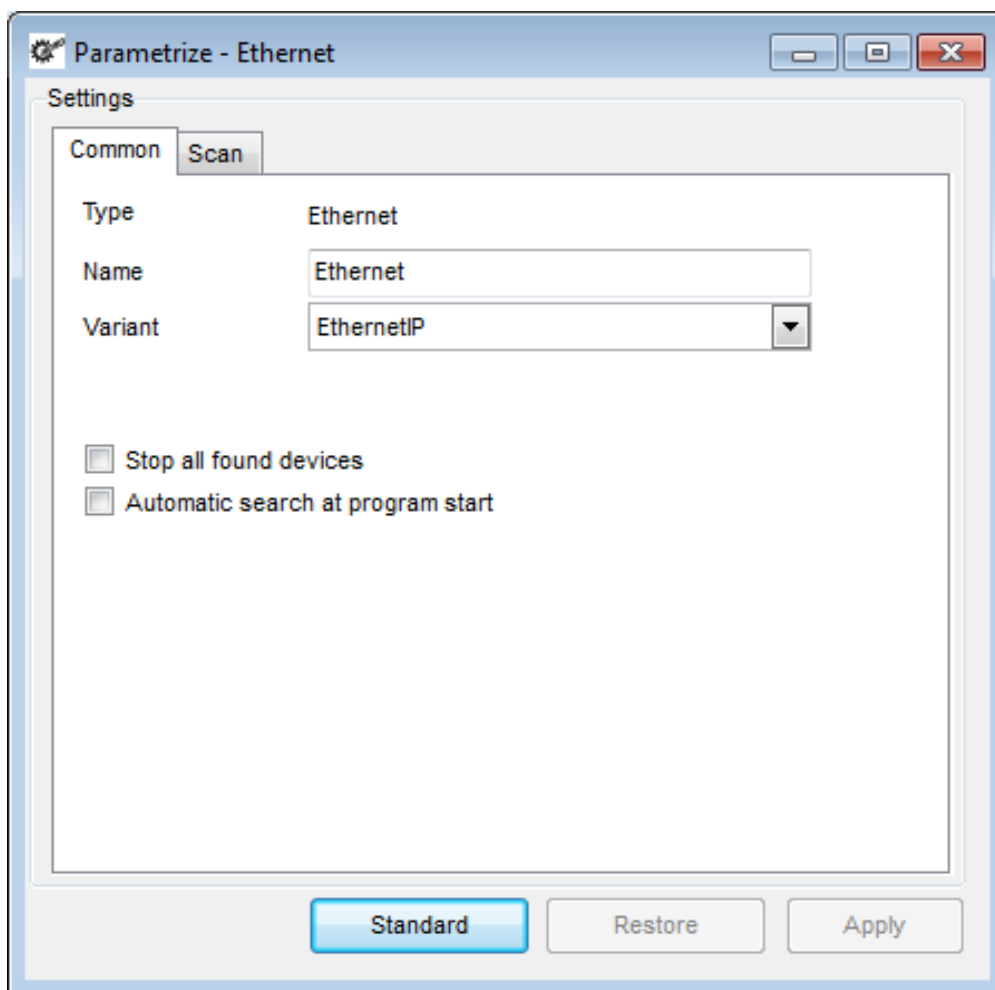 Parametrize - Ethernet
Settings
Common Scan
Type Ethernet
Name Ethernet
Variant EthernetIP
Stop all found devices
Automatic search at program start
Standard Restore Apply